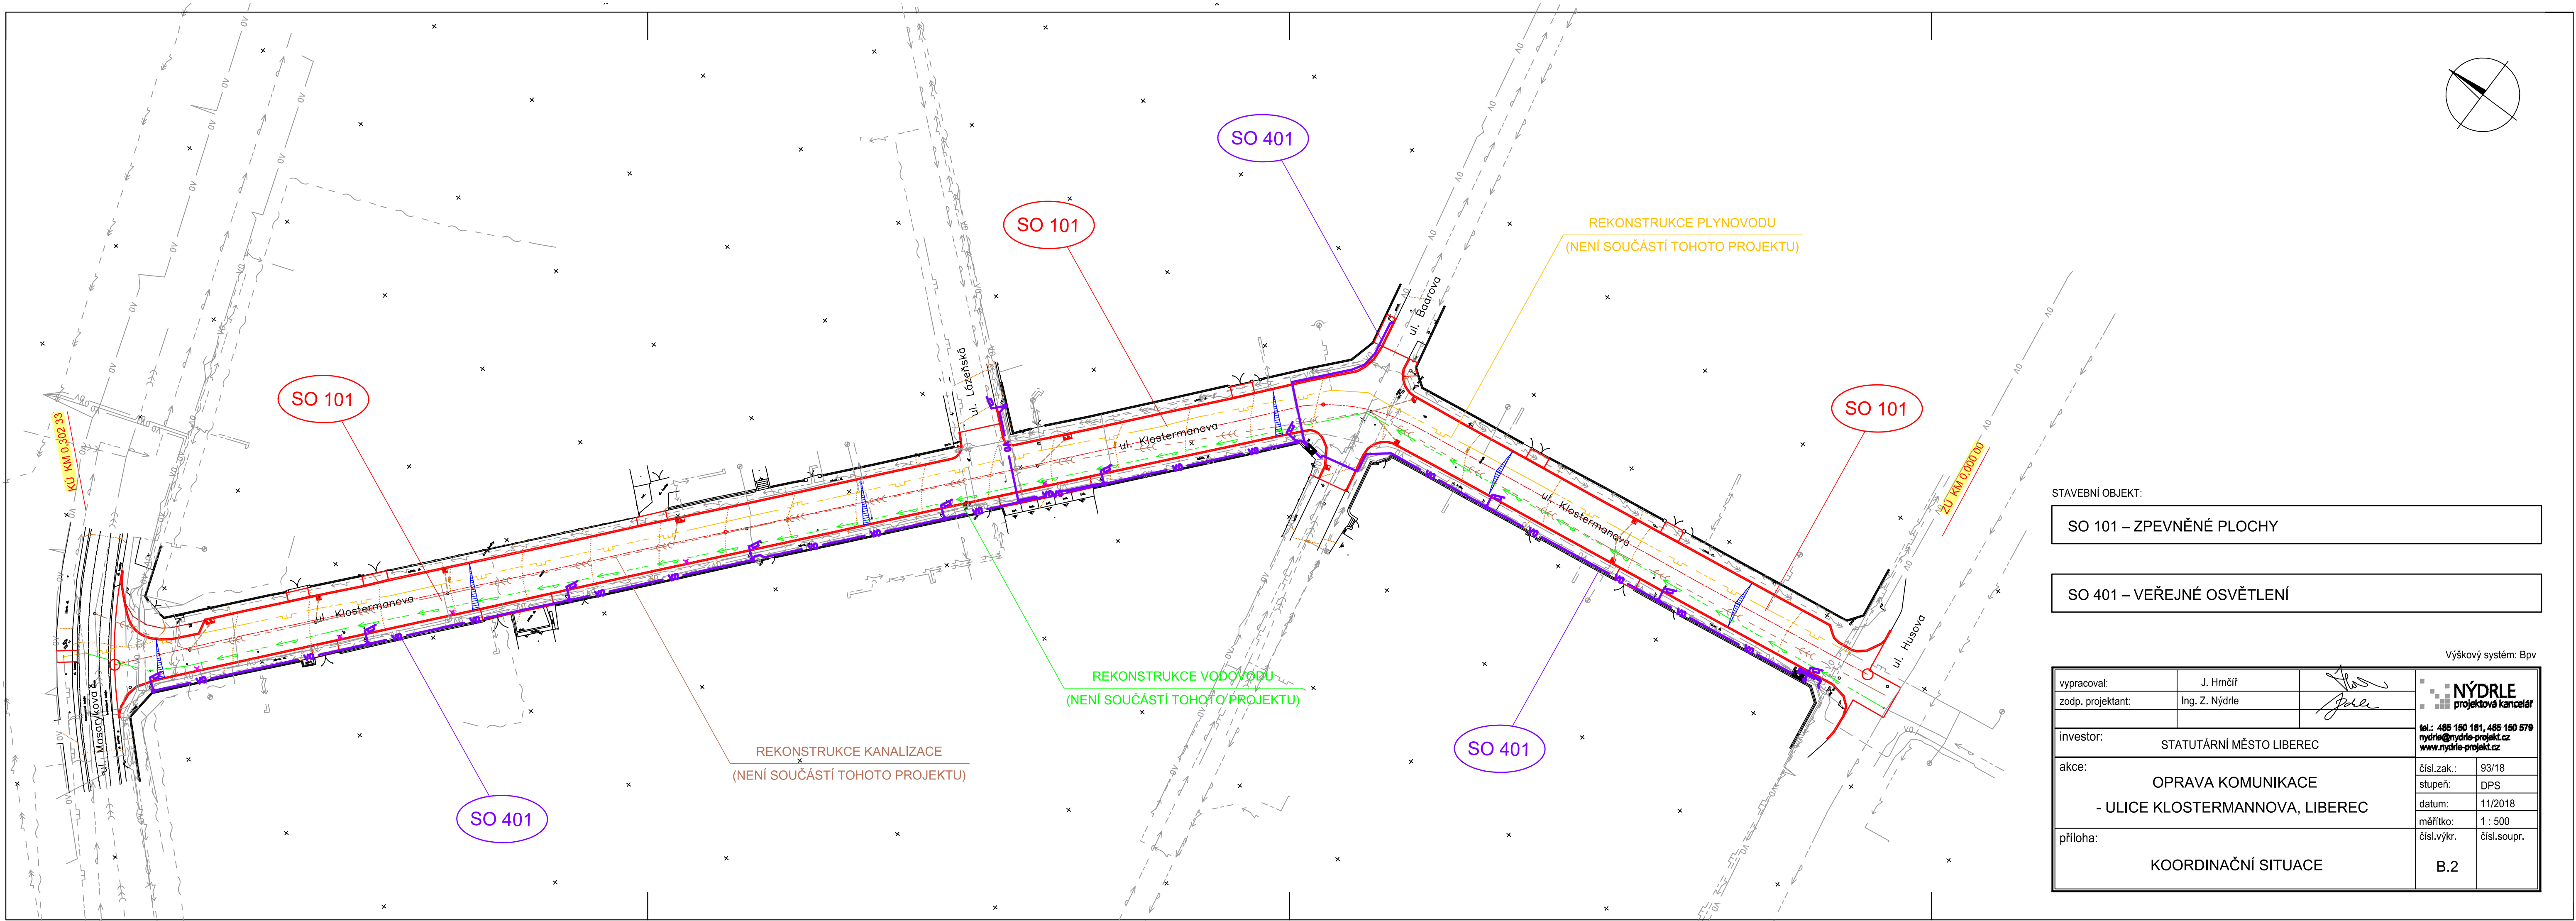 SO 401
SO 101
REKONSTRUKCE PLYNOVODU
(NENÍ SOUČÁSTÍ TOHOTO PROJEKTU)
ul. Baarova
ul. Lázeňská
SO 101
SO 101
KÚ KM 0,302 33
ul. Klostermanova
ul. Klostermanova
ul. Klostermanova
ZÚ KM 0,000 00
ul. Husova
ul. Masarykova
REKONSTRUKCE VODOVODU
(NENÍ SOUČÁSTÍ TOHOTO PROJEKTU)
REKONSTRUKCE KANALIZACE
(NENÍ SOUČÁSTÍ TOHOTO PROJEKTU)
SO 401
SO 401
STAVEBNÍ OBJEKT:
SO 101 – ZPEVNĚNÉ PLOCHY
SO 401 – VEŘEJNÉ OSVĚTLENÍ
Výškový systém: Bpv
vypracoval: J. Hrnčíř
zodp. projektant: Ing. Z. Nýdrle
NÝDRLE
projektová kancelář
tel.: 485 150 181, 485 150 579
nydrle@nydrle-projekt.cz
www.nydrle-projekt.cz
investor: STATUTÁRNÍ MĚSTO LIBEREC
akce:
OPRAVA KOMUNIKACE
- ULICE KLOSTERMANNOVA, LIBEREC
čísl.zak.: 93/18
stupeň: DPS
datum: 11/2018
měřítko: 1 : 500
příloha:
KOORDINAČNÍ SITUACE
čísl.výkr. čísl.soupr.
B.2